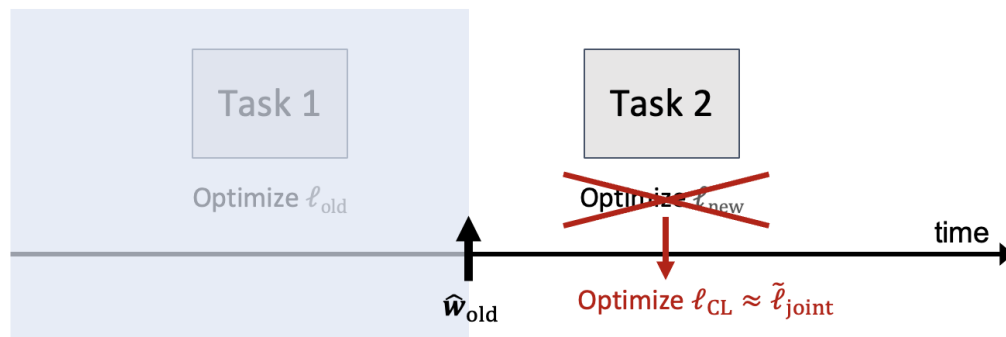 Task 1
Task 2
Optimize ℓ_old
Optimize ℓ_new
time
ŵ_old
Optimize ℓ_CL ≈ ℓ̃_joint